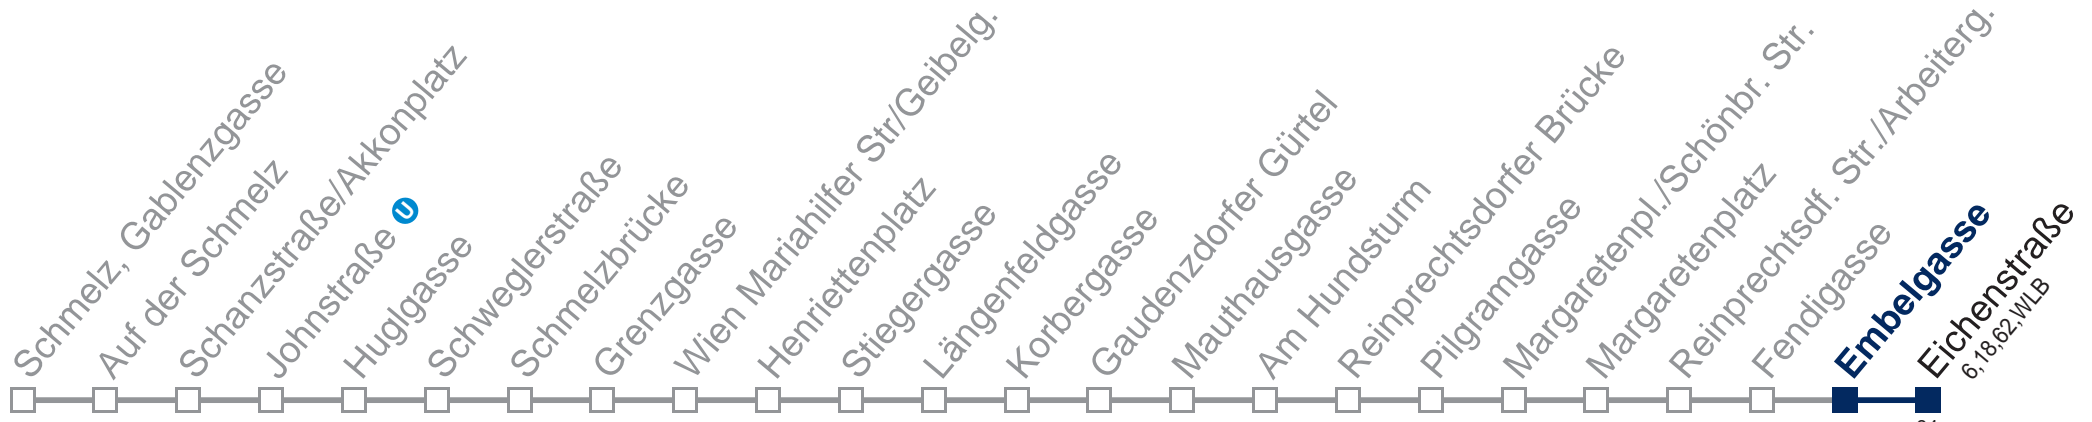 Schmelz, Gablenzgasse
Auf der Schmelz
Schanzstraße/Akkonplatz
Johnstraße U
Huglgasse
Schweglerstraße
Schmelzbrücke
Grenzgasse
Wien Mariahilfer Str/Geibelg.
Henriettenplatz
Stiegergasse
Längenfeldgasse
Korbergasse
Gaudenzdorfer Gürtel
Mauthausgasse
Am Hundsturm
Reinprechtsdorfer Brücke
Pilgramgasse
Margaretenpl./Schönbr. Str.
Margaretenplatz
Reinprechtsdf. Str./Arbeiterg.
Fendigasse
Embelgasse
Eichenstraße
6,18,62,WLB